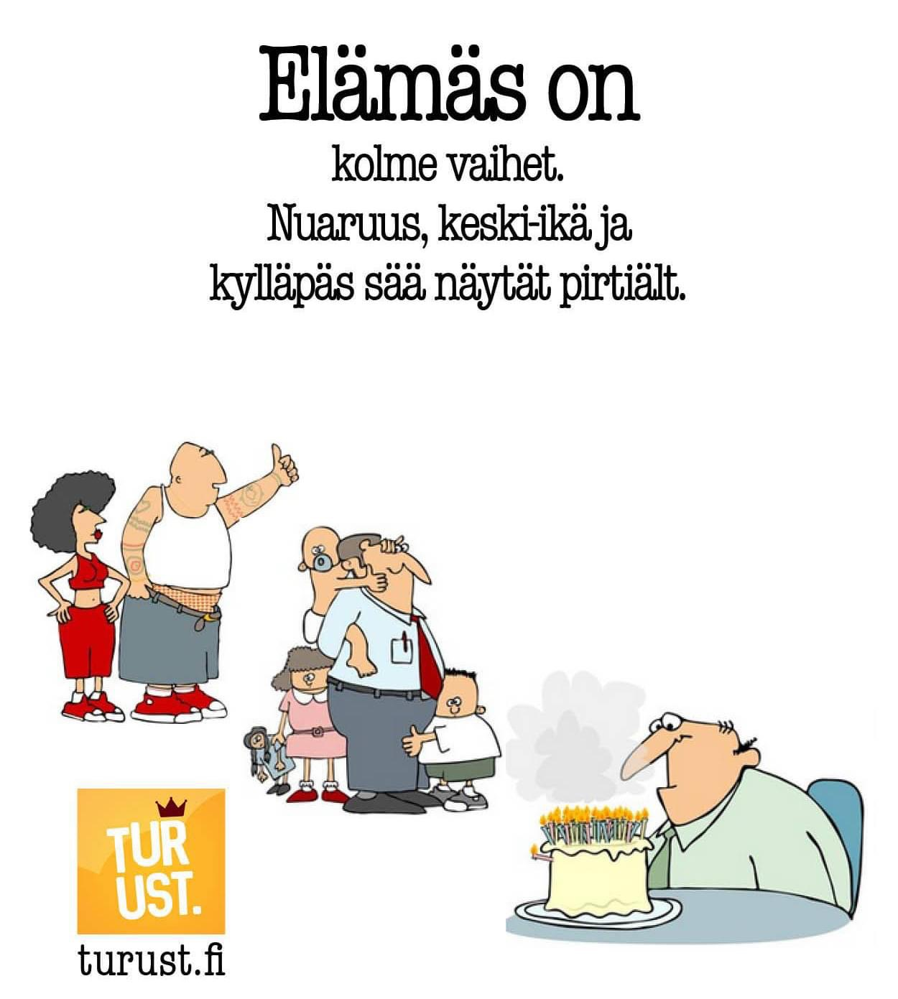 Elämäs on
kolme vaihet.
Nuaruus, keski-ikä ja
kylläpäs sää näytät pirtiält.
TUR
UST.
turust.fi